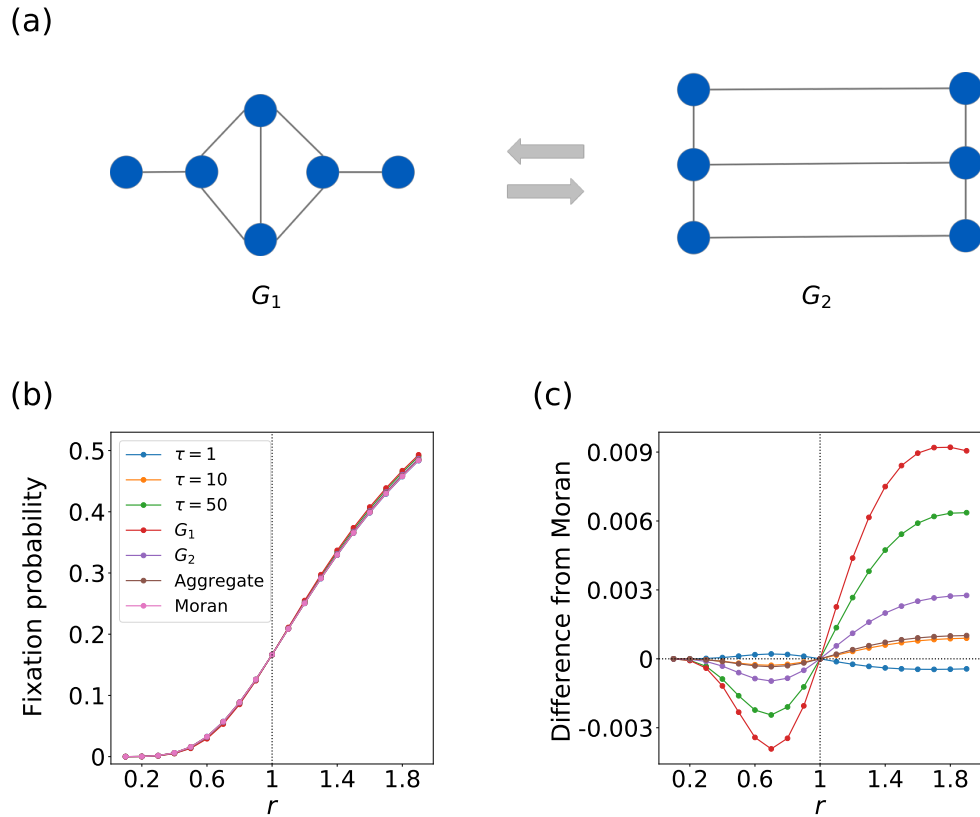 (a)
G₁
G₂
(b)
(c)
Fixation probability
0.5
0.4
0.3
0.2
0.1
0
τ = 1
τ = 10
τ = 50
G₁
G₂
Aggregate
Moran
0.2
0.6
1
1.4
1.8
r
Difference from Moran
0.009
0.006
0.003
0
-0.003
0.2
0.6
1
1.4
1.8
r